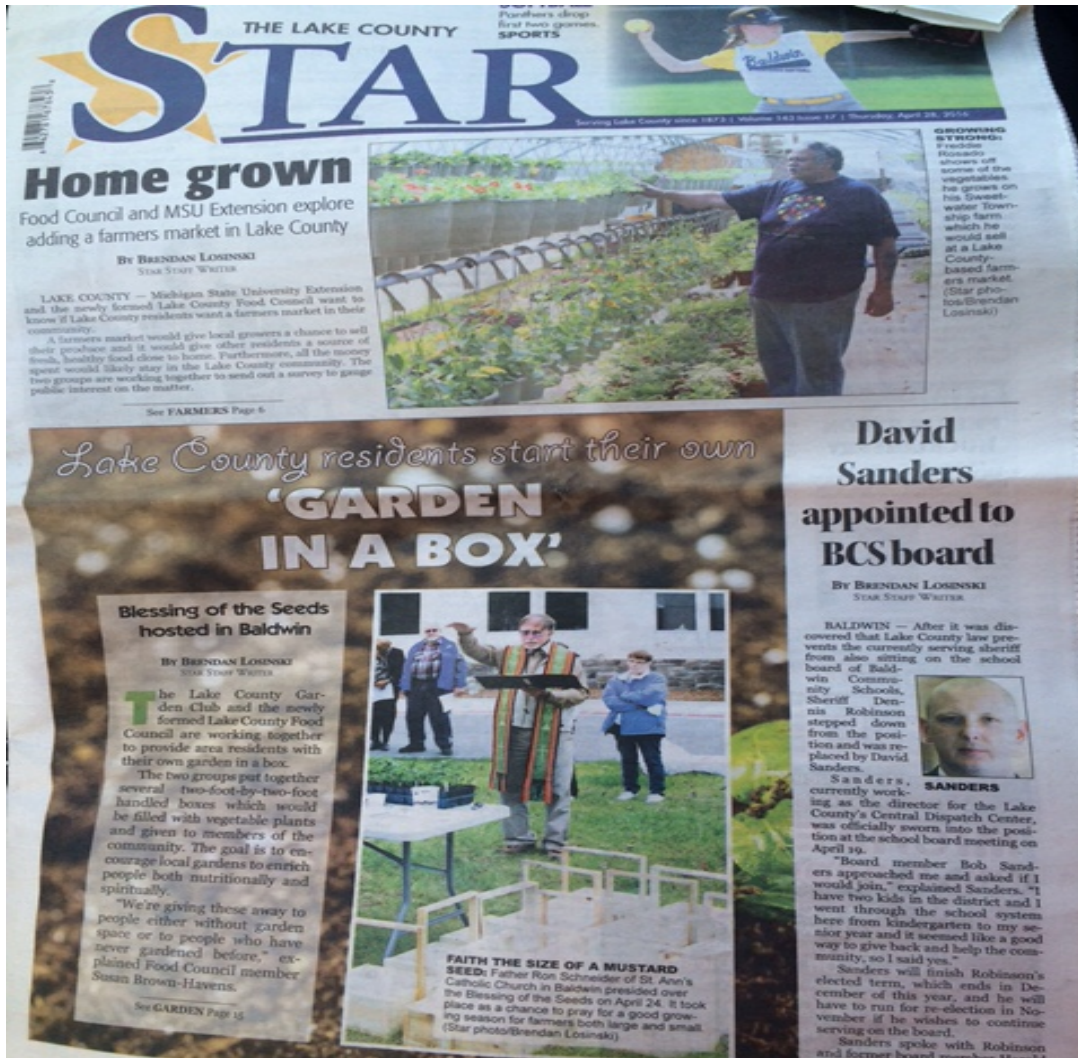 THE LAKE COUNTY
STAR
Panthers drop
first two games.
SPORTS
Baldwin
Serving Lake County since 1873 | Volume 143 Issue 17 | Thursday, April 28, 2016
Home grown
Food Council and MSU Extension explore
adding a farmers market in Lake County
BY BRENDAN LOSINSKI
STAR STAFF WRITER
LAKE COUNTY — Michigan State University Extension
and the newly formed Lake County Food Council want to
know if Lake County residents want a farmers market in their
community.
A farmers market would give local growers a chance to sell
their produce and it would give other residents a source of
fresh, healthy food close to home. Furthermore, all the money
spent would likely stay in the Lake County community. The
two groups are working together to send out a survey to gauge
public interest on the matter.
See FARMERS Page 6
GROWING
STRONG:
Freddie
Rosado
shows off
some of the
vegetables
he grows on
his Sweet-
water Town-
ship farm
which he
would sell
at a Lake
County-
based farm-
ers market.
(Star pho-
tos/Brendan
Losinski)
Lake County residents start their own
'GARDEN
IN A BOX'
Blessing of the Seeds
hosted in Baldwin
BY BRENDAN LOSINSKI
STAR STAFF WRITER
The Lake County Gar-
den Club and the newly
formed Lake County Food
Council are working together
to provide area residents with
their own garden in a box.
The two groups put together
several two-foot-by-two-foot
handled boxes which would
be filled with vegetable plants
and given to members of the
community. The goal is to en-
courage local gardens to enrich
people both nutritionally and
spiritually.
"We're giving these away to
people either without garden
space or to people who have
never gardened before," ex-
plained Food Council member
Susan Brown-Havens.
See GARDEN Page 15
FAITH THE SIZE OF A MUSTARD
SEED: Father Ron Schneider of St. Ann's
Catholic Church in Baldwin presided over
the Blessing of the Seeds on April 24. It took
place as a chance to pray for a good grow-
ing season for farmers both large and small.
(Star photo/Brendan Losinski)
David
Sanders
appointed to
BCS board
BY BRENDAN LOSINSKI
STAR STAFF WRITER
BALDWIN — After it was dis-
covered that Lake County law pre-
vents the currently serving sheriff
from also sitting on the school
board of Bald-
win Commu-
nity Schools,
Sheriff Den-
nis Robinson
stepped down
from the posi-
tion and was re-
placed by David
Sanders.
SANDERS
Sanders,
currently work-
ing as the director for the Lake
County's Central Dispatch Center,
was officially sworn into the posi-
tion at the school board meeting on
April 19.
"Board member Bob Sand-
ers approached me and asked if I
would join," explained Sanders. "I
have two kids in the district and I
went through the school system
here from kindergarten to my se-
nior year and it seemed like a good
way to give back and help the com-
munity, so I said yes."
Sanders will finish Robinson's
elected term, which ends in De-
cember of this year, and he will
have to run for re-election in No-
vember if he wishes to continue
serving on the board.
Sanders spoke with Robinson
and former board